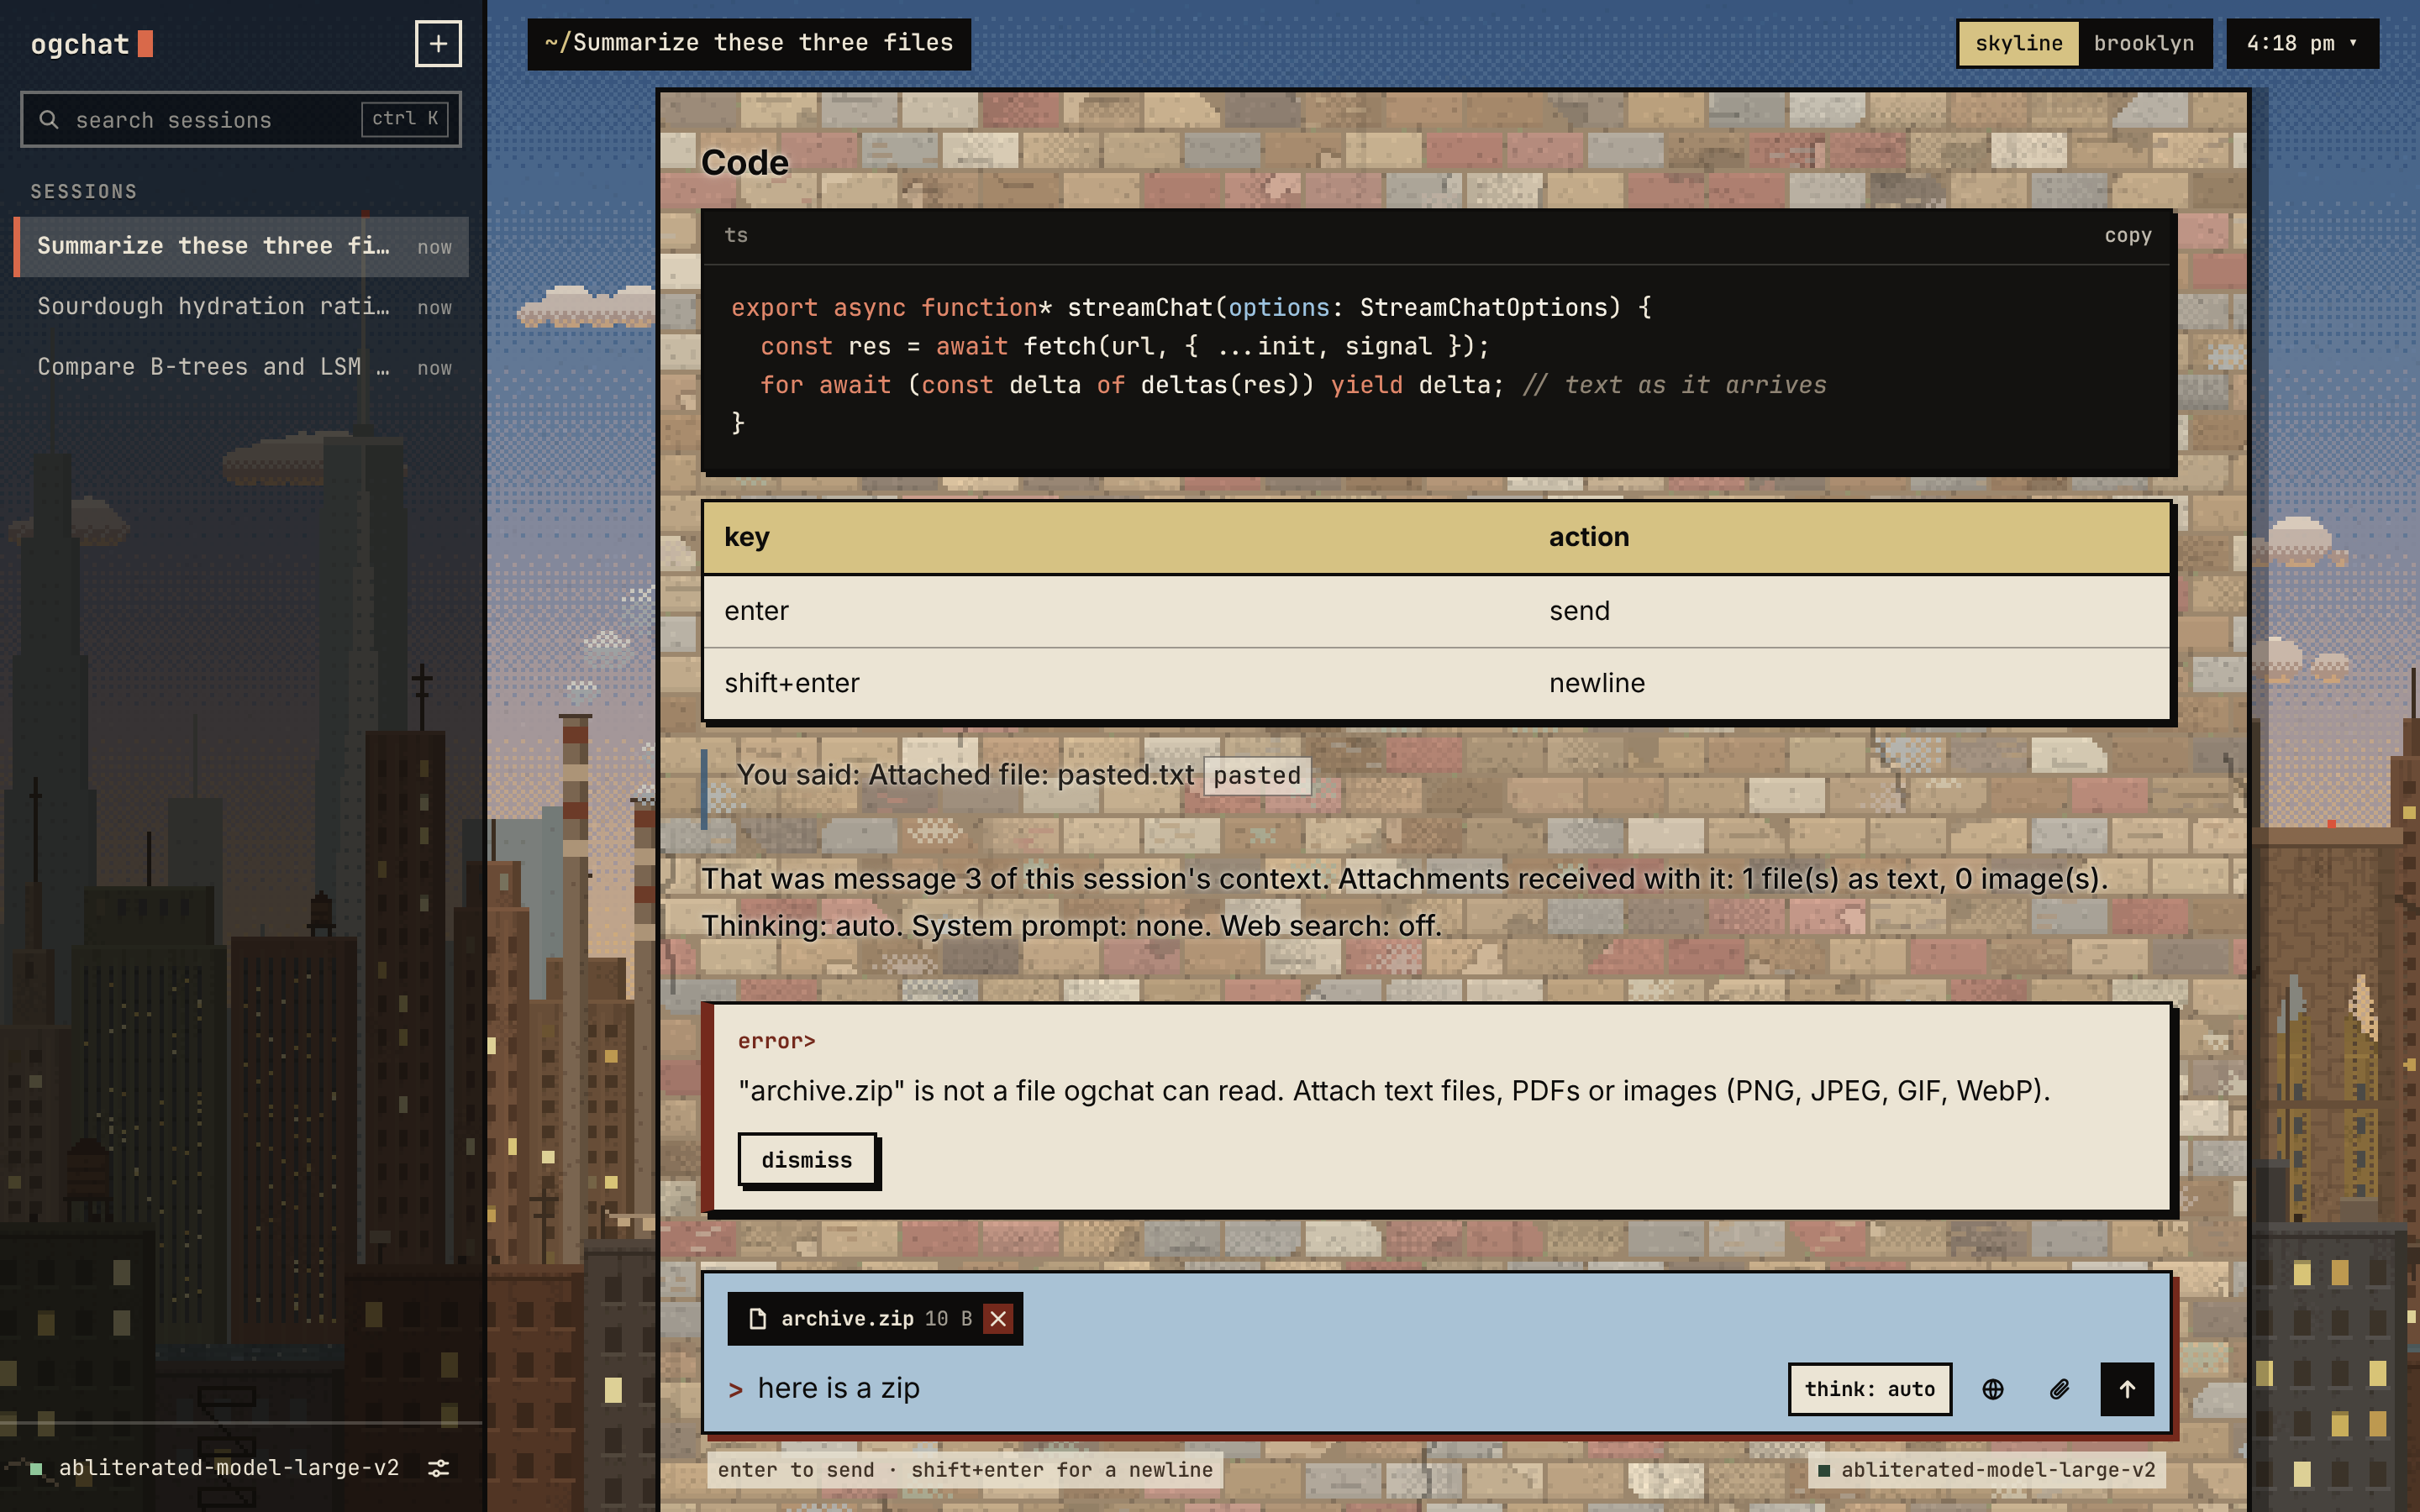 ogchat
+
search sessions ctrl K
SESSIONS
Summarize these three fi… now
Sourdough hydration rati… now
Compare B-trees and LSM … now
abliterated-model-large-v2
~/Summarize these three files
skyline brooklyn 4:18 pm ▾
Code
ts copy
export async function* streamChat(options: StreamChatOptions) {
  const res = await fetch(url, { ...init, signal });
  for await (const delta of deltas(res)) yield delta; // text as it arrives
}
key action
enter send
shift+enter newline
You said: Attached file: pasted.txt pasted
That was message 3 of this session's context. Attachments received with it: 1 file(s) as text, 0 image(s).
Thinking: auto. System prompt: none. Web search: off.
error>
"archive.zip" is not a file ogchat can read. Attach text files, PDFs or images (PNG, JPEG, GIF, WebP).
dismiss
archive.zip 10 B
> here is a zip think: auto
enter to send · shift+enter for a newline abliterated-model-large-v2